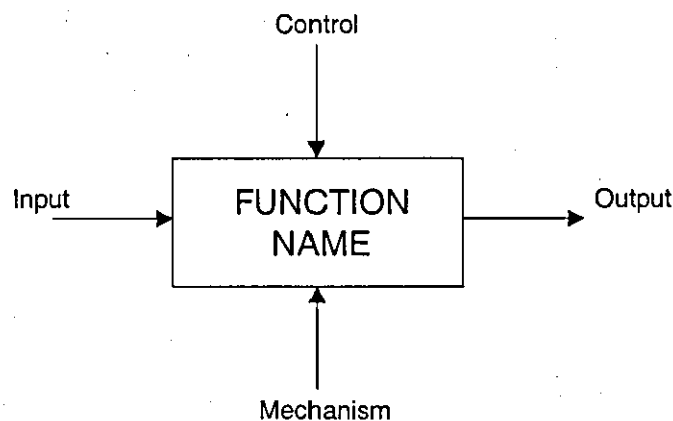 Control
Input
FUNCTION
NAME
Output
Mechanism